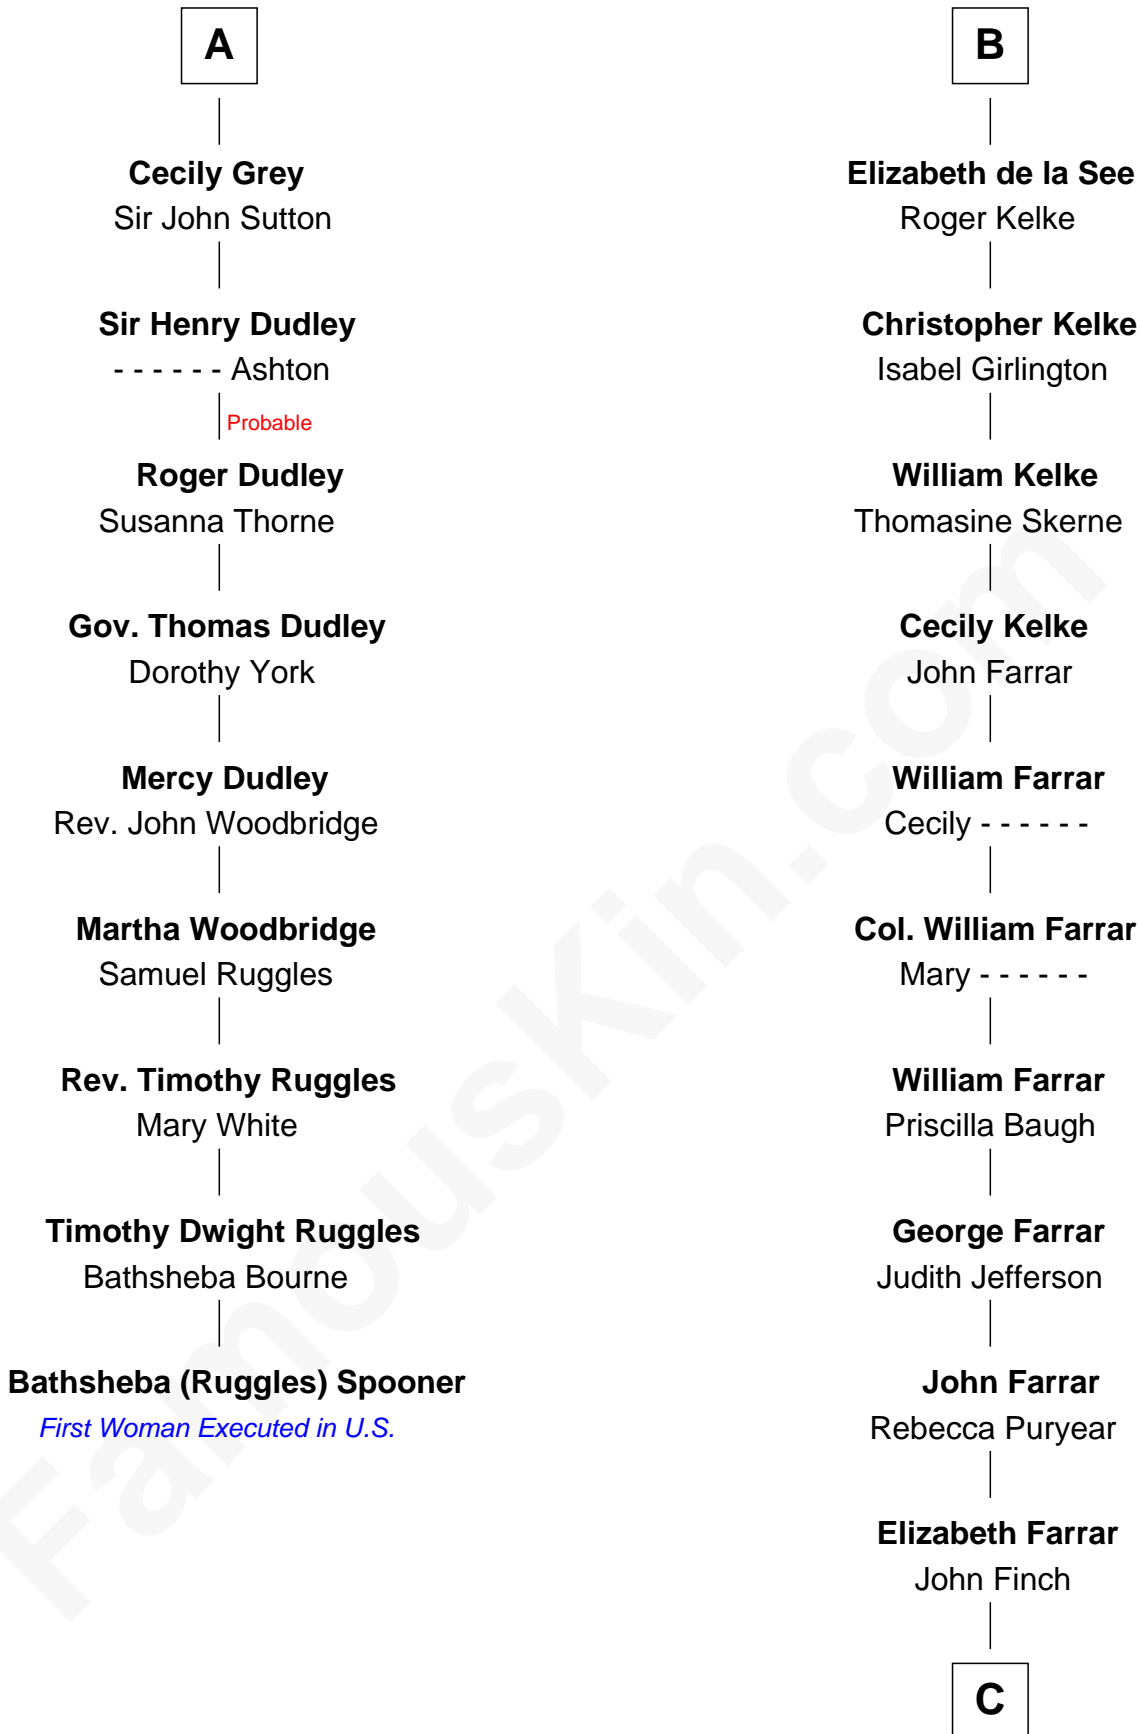 A
Cecily Grey
Sir John Sutton
Sir Henry Dudley
- - - - - - Ashton
Probable
Roger Dudley
Susanna Thorne
Gov. Thomas Dudley
Dorothy York
Mercy Dudley
Rev. John Woodbridge
Martha Woodbridge
Samuel Ruggles
Rev. Timothy Ruggles
Mary White
Timothy Dwight Ruggles
Bathsheba Bourne
Bathsheba (Ruggles) Spooner
First Woman Executed in U.S.
B
Elizabeth de la See
Roger Kelke
Christopher Kelke
Isabel Girlington
William Kelke
Thomasine Skerne
Cecily Kelke
John Farrar
William Farrar
Cecily - - - - - -
Col. William Farrar
Mary - - - - - -
William Farrar
Priscilla Baugh
George Farrar
Judith Jefferson
John Farrar
Rebecca Puryear
Elizabeth Farrar
John Finch
C
FamousKin.com